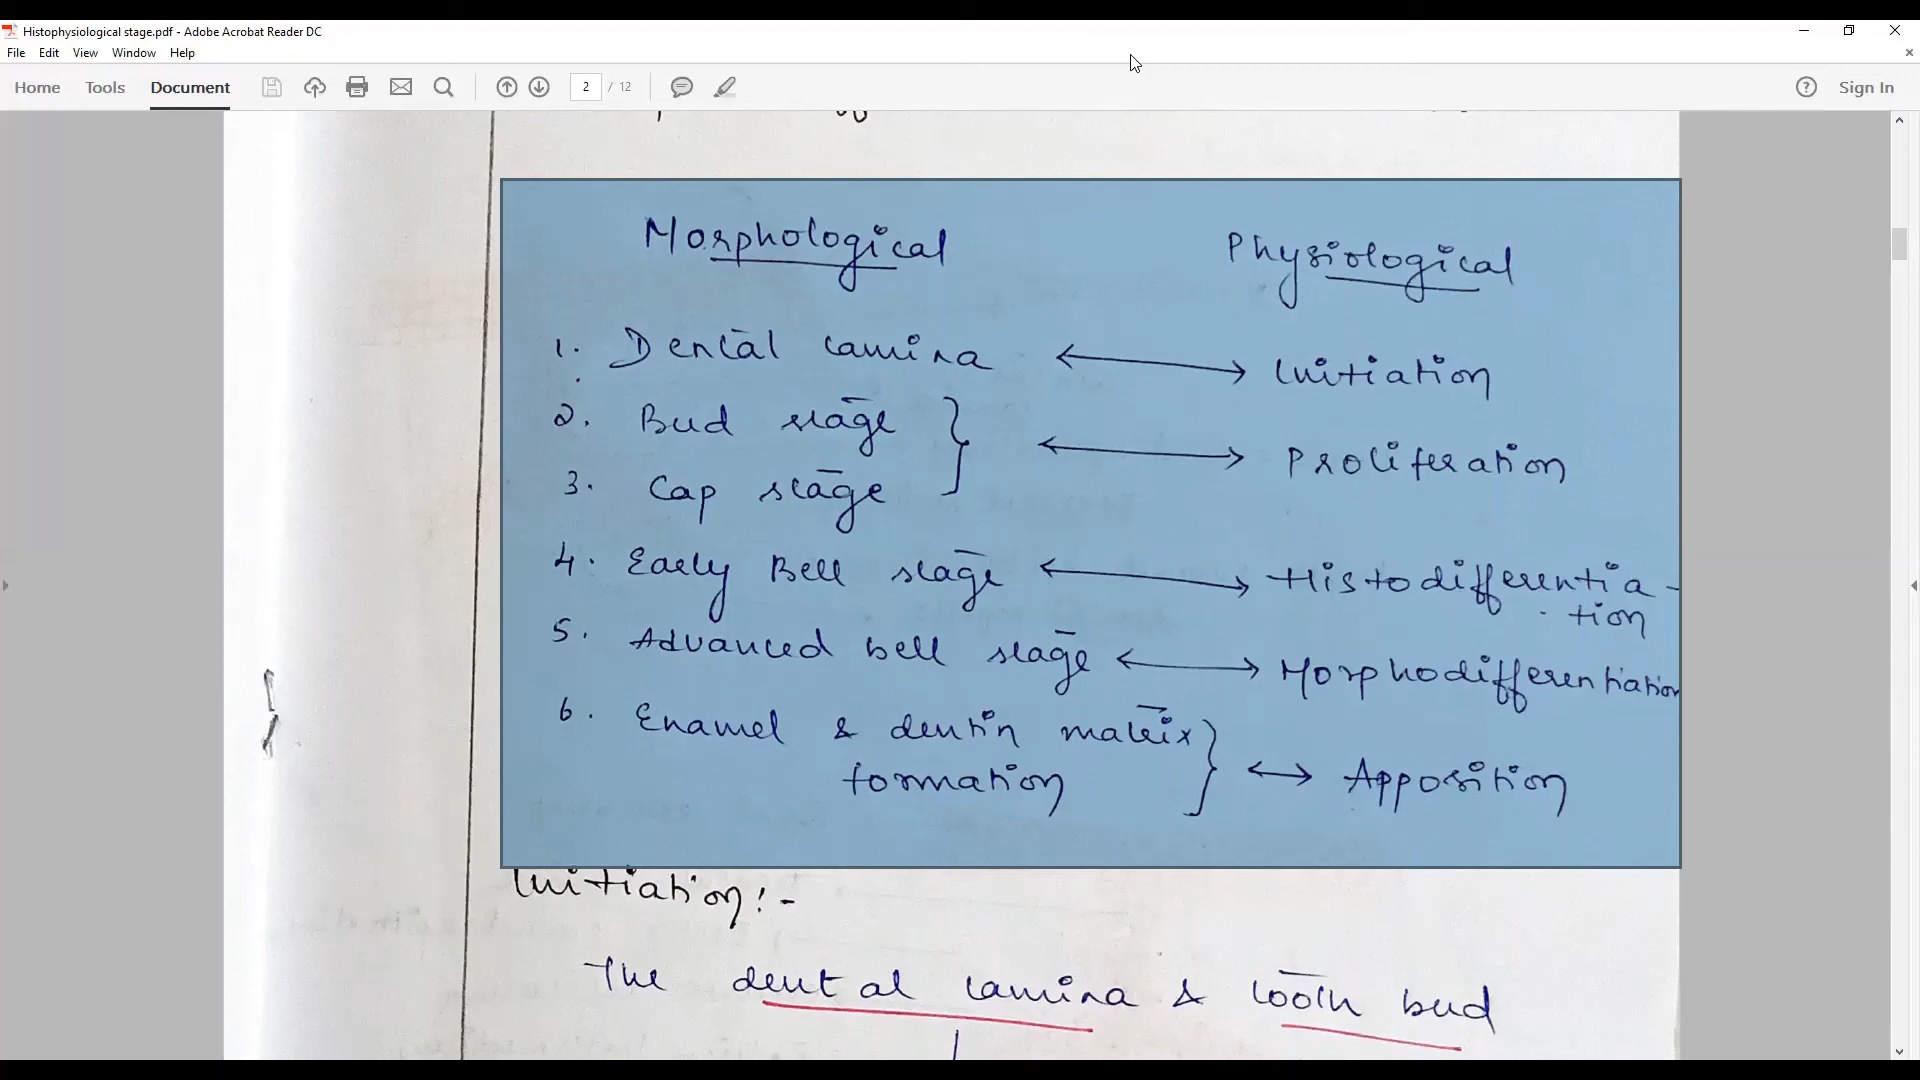 Histophysiological stage.pdf - Adobe Acrobat Reader DC
File Edit View Window Help
Home Tools Document 2 / 12 Sign In
Morphological Physiological
1. Dental lamina ↔ Initiation
2. Bud stage
3. Cap stage } ↔ Proliferation
4. Early Bell stage ↔ Histodifferentia-
tion
5. Advanced bell stage ↔ Morphodifferentiation
6. Enamel & dentin matrix
formation } ↔ Apposition
Initiation:-
The dental lamina & tooth bud